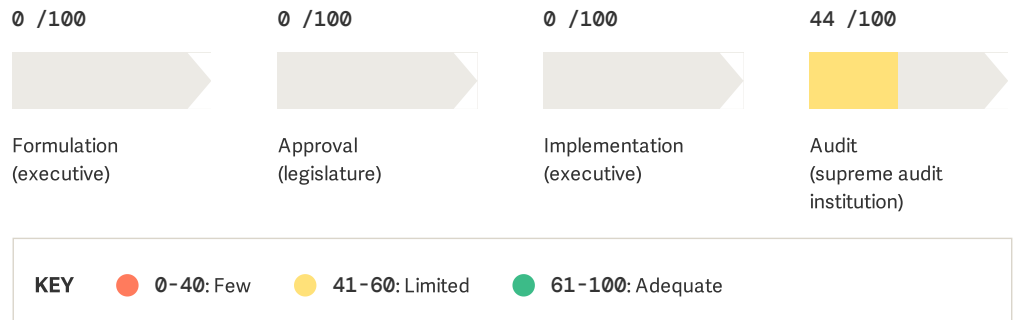 0 /100 0 /100 0 /100 44 /100
Formulation
(executive)
Approval
(legislature)
Implementation
(executive)
Audit
(supreme audit
institution)
KEY 0-40: Few 41-60: Limited 61-100: Adequate